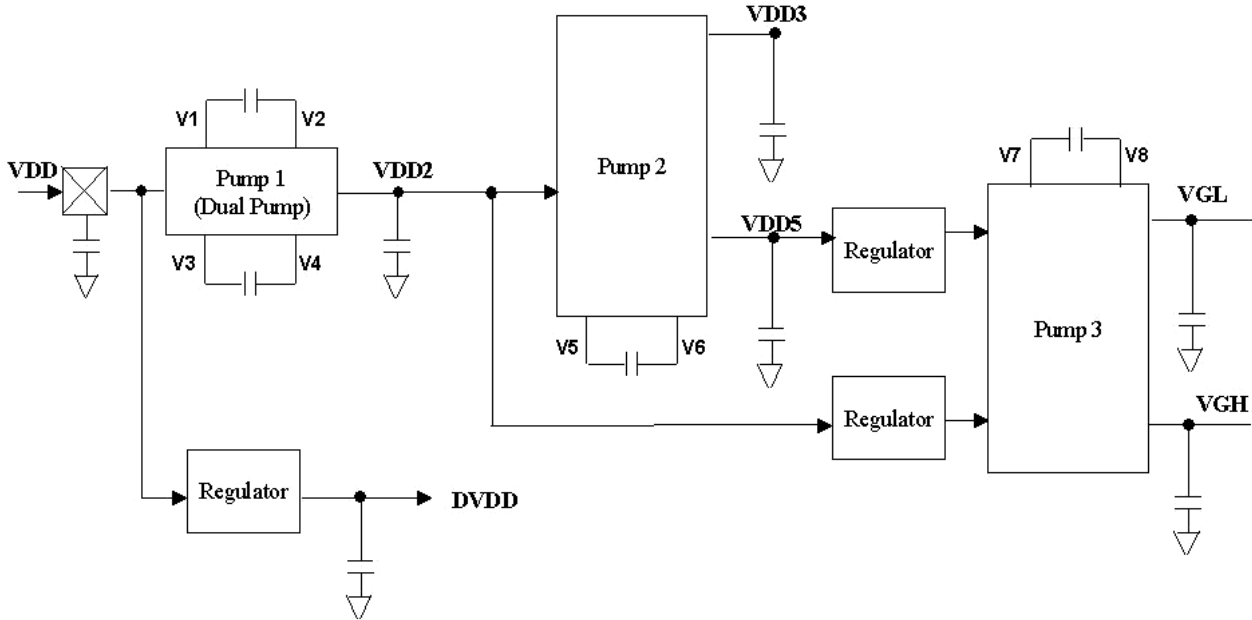 VDD3
V1
V2
V7
V8
VDD
Pump 1
(Dual Pump)
VDD2
Pump 2
VGL
VDD5
Regulator
V3
V4
Pump 3
V5
V6
Regulator
VGH
Regulator
DVDD